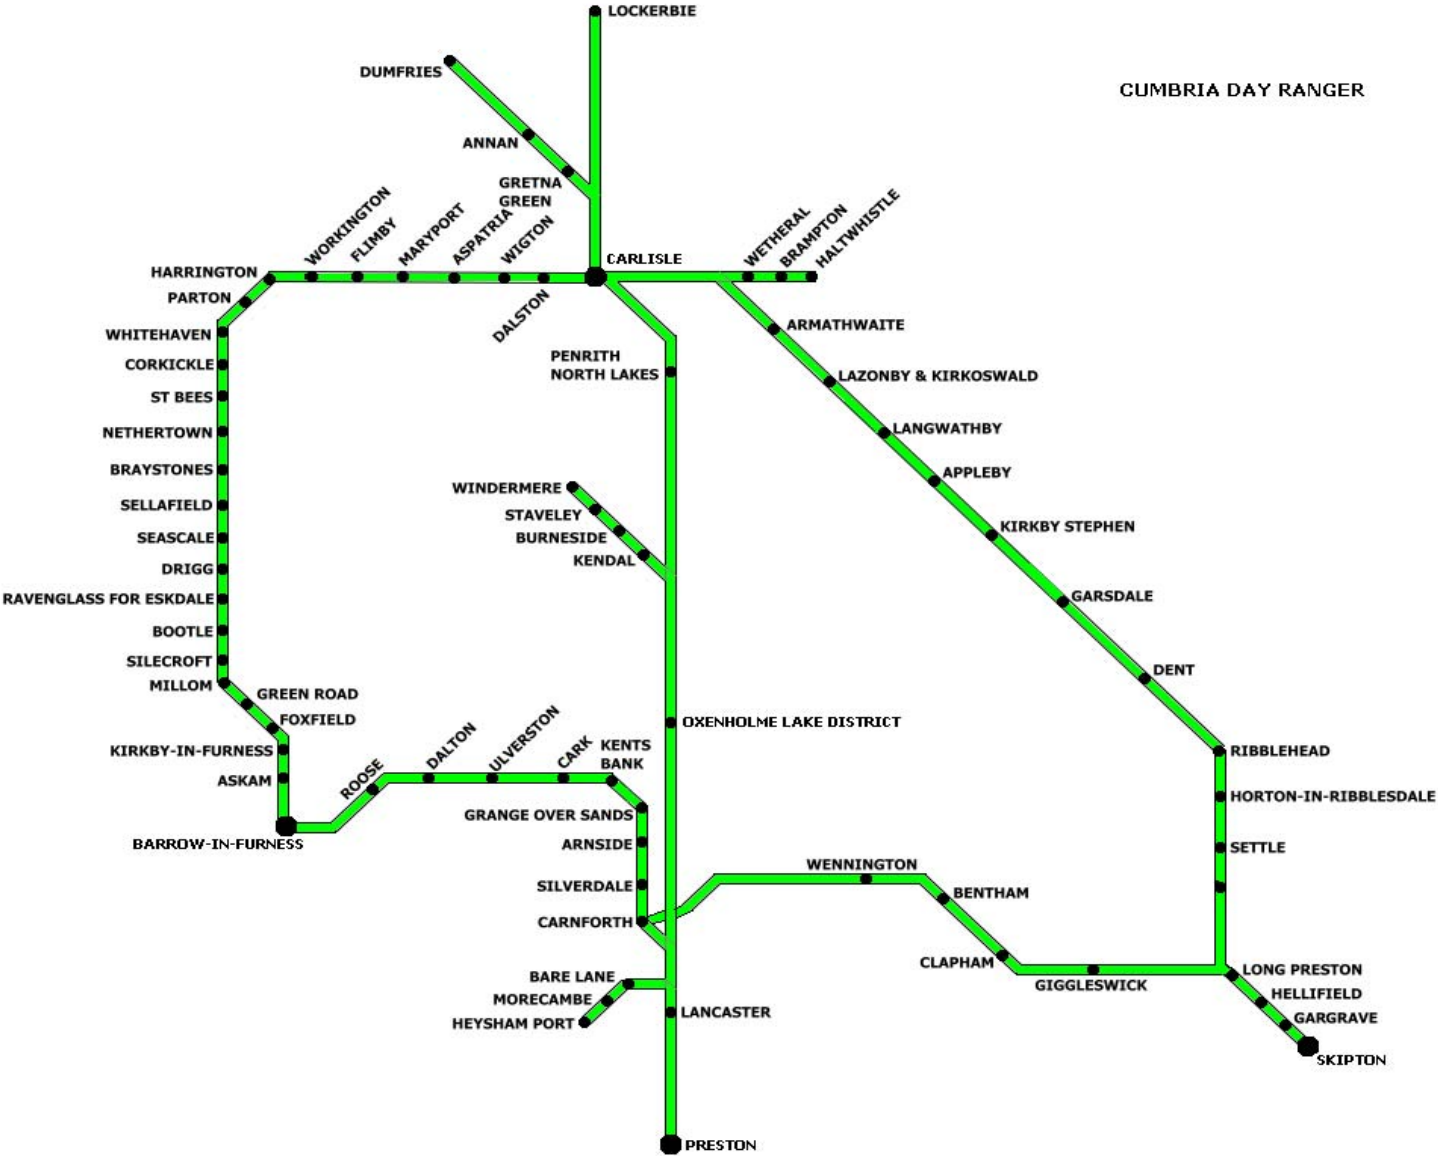 LOCKERBIE
DUMFRIES
CUMBRIA DAY RANGER
ANNAN
GRETNA
GREEN
WORKINGTON
FLIMBY
MARYPORT
ASPATRIA
WIGTON
WETHERAL
BRAMPTON
HALTWHISTLE
CARLISLE
HARRINGTON
PARTON
DALSTON
WHITEHAVEN
ARMATHWAITE
CORKICKLE
PENRITH
NORTH LAKES
LAZONBY & KIRKOSWALD
ST BEES
NETHERTOWN
LANGWATHBY
BRAYSTONES
APPLEBY
WINDERMERE
SELLAFIELD
STAVELEY
KIRKBY STEPHEN
SEASCALE
BURNESIDE
KENDAL
DRIGG
GARSDALE
RAVENGLASS FOR ESKDALE
BOOTLE
SILECROFT
DENT
MILLOM
GREEN ROAD
FOXFIELD
OXENHOLME LAKE DISTRICT
KIRKBY-IN-FURNESS
RIBBLEHEAD
ASKAM
ROOSE
DALTON
ULVERSTON
CARK
KENTS
BANK
HORTON-IN-RIBBLESDALE
GRANGE OVER SANDS
BARROW-IN-FURNESS
ARNSIDE
SETTLE
WENNINGTON
SILVERDALE
BENTHAM
CARNFORTH
CLAPHAM
BARE LANE
GIGGLESWICK
LONG PRESTON
MORECAMBE
HELLIFIELD
HEYSHAM PORT
LANCASTER
GARGRAVE
SKIPTON
PRESTON